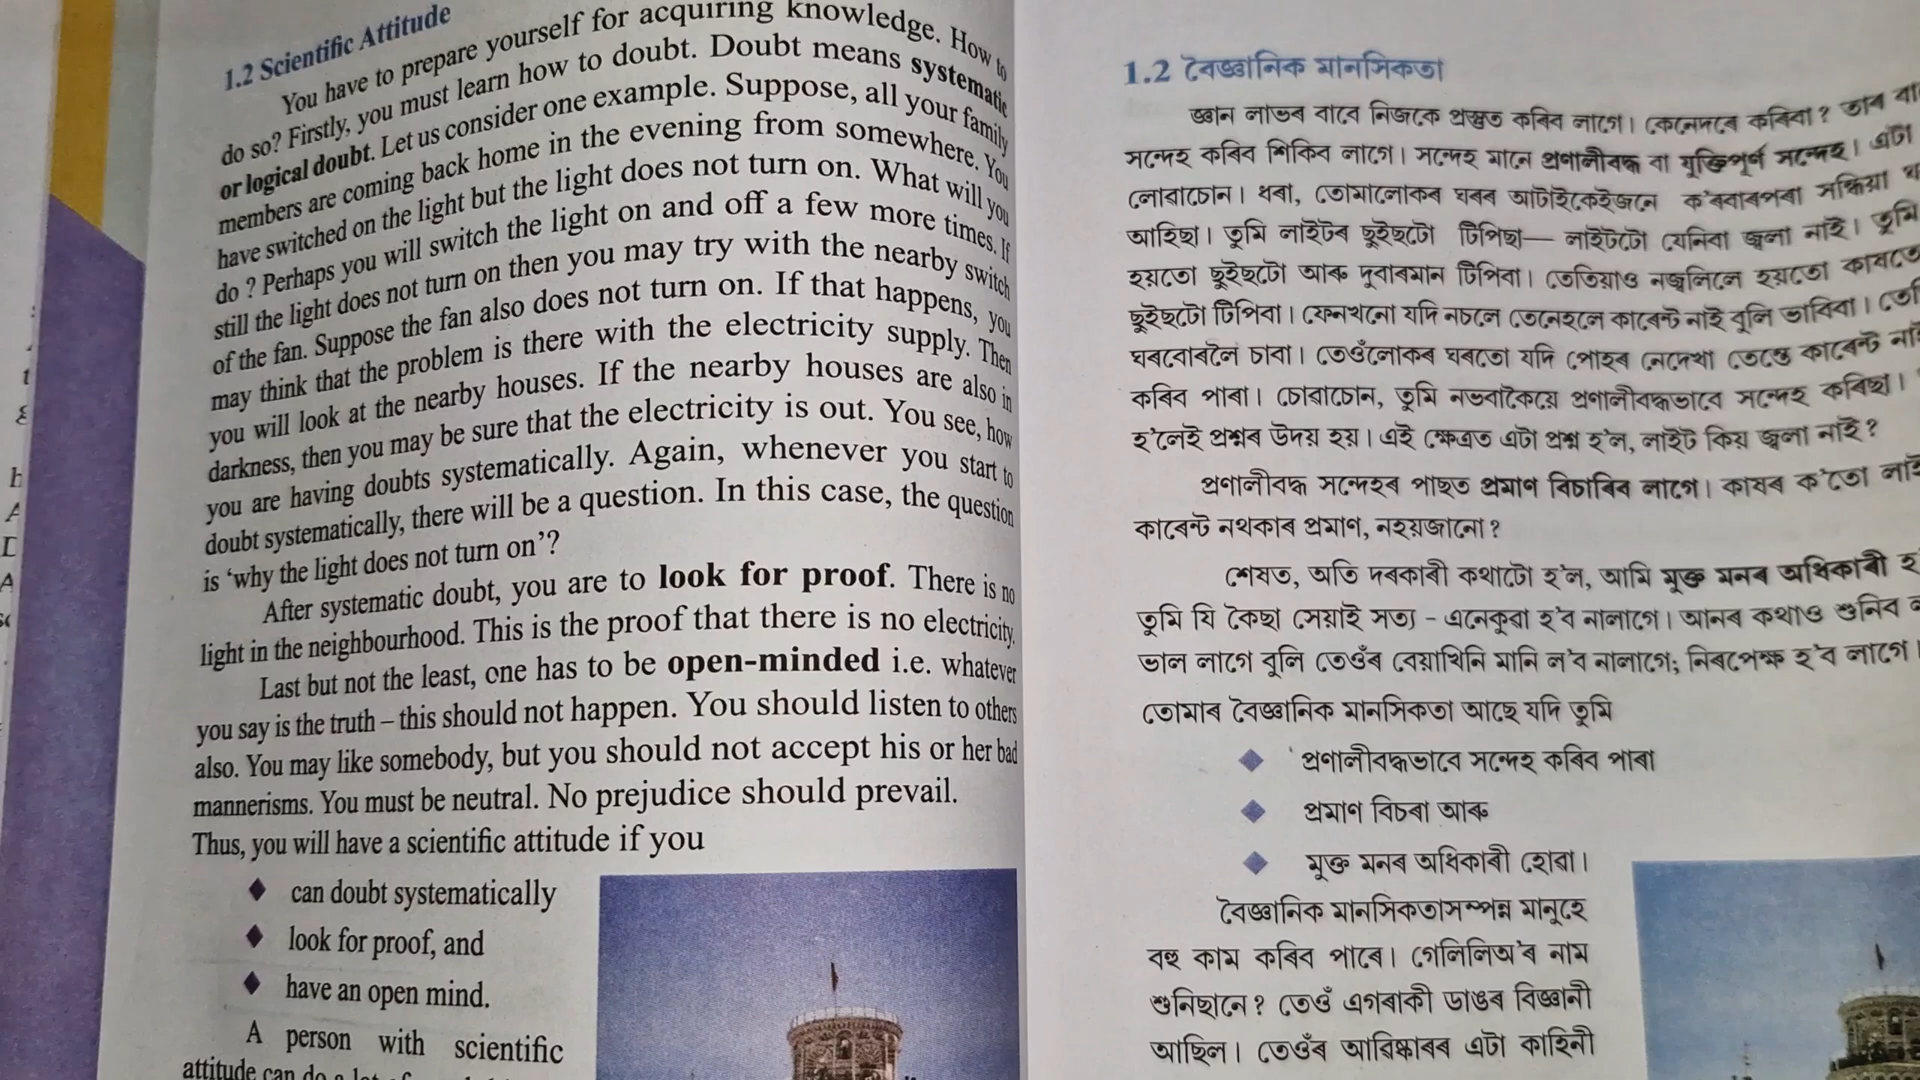 1.2 Scientific Attitude
You have to prepare yourself for acquiring knowledge. How to
do so? Firstly, you must learn how to doubt. Doubt means systematic
or logical doubt. Let us consider one example. Suppose, all your family
members are coming back home in the evening from somewhere. You
have switched on the light but the light does not turn on. What will you
do ? Perhaps you will switch the light on and off a few more times. If
still the light does not turn on then you may try with the nearby switch
of the fan. Suppose the fan also does not turn on. If that happens, you
may think that the problem is there with the electricity supply. Then
you will look at the nearby houses. If the nearby houses are also in
darkness, then you may be sure that the electricity is out. You see, how
you are having doubts systematically. Again, whenever you start to
doubt systematically, there will be a question. In this case, the question
is ‘why the light does not turn on’?
After systematic doubt, you are to look for proof. There is no
light in the neighbourhood. This is the proof that there is no electricity.
Last but not the least, one has to be open-minded i.e. whatever
you say is the truth – this should not happen. You should listen to others
also. You may like somebody, but you should not accept his or her bad
mannerisms. You must be neutral. No prejudice should prevail.
Thus, you will have a scientific attitude if you
can doubt systematically
look for proof, and
have an open mind.
A person with scientific
attitude can do a lot of
1.2 বৈজ্ঞানিক মানসিকতা
জ্ঞান লাভৰ বাবে নিজকে প্ৰস্তুত কৰিব লাগে। কেনেদৰে কৰিবা? তাৰ বা
সন্দেহ কৰিব শিকিব লাগে। সন্দেহ মানে প্ৰণালীবদ্ধ বা যুক্তিপূৰ্ণ সন্দেহ। এটা
লোৱাচোন। ধৰা, তোমালোকৰ ঘৰৰ আটাইকেইজনে ক'ৰবাৰপৰা সন্ধিয়া
আহিছা। তুমি লাইটৰ ছুইছটো টিপিছা— লাইটটো যেনিবা জ্বলা নাই। তুমি
হয়তো ছুইছটো আৰু দুবাৰমান টিপিবা। তেতিয়াও নজ্বলিলে হয়তো কাষতে
ছুইছটো টিপিবা। ফেনখনো যদি নচলে তেনেহলে কাৰেন্ট নাই বুলি ভাবিবা।
ঘৰবোৰলৈ চাবা। তেওঁলোকৰ ঘৰতো যদি পোহৰ নেদেখা তেন্তে কাৰেন্ট
কৰিব পাৰা। চোৱাচোন, তুমি নভবাকৈয়ে প্ৰণালীবদ্ধভাবে সন্দেহ কৰিছা।
হ'লেই প্ৰশ্নৰ উদয় হয়। এই ক্ষেত্ৰত এটা প্ৰশ্ন হ'ল, লাইট কিয় জ্বলা নাই?
প্ৰণালীবদ্ধ সন্দেহৰ পাছত প্ৰমাণ বিচাৰিব লাগে। কাষৰ ক'তো
কাৰেন্ট নথকাৰ প্ৰমাণ, নহয়জানো?
শেষত, অতি দৰকাৰী কথাটো হ'ল, আমি মুক্ত মনৰ অধিকাৰী হ
তুমি যি কৈছা সেয়াই সত্য - এনেকুৱা হ'ব নালাগে। আনৰ কথাও শুনিব
ভাল লাগে বুলি তেওঁৰ বেয়াখিনি মানি ল'ব নালাগে; নিৰপেক্ষ হ'ব লাগে।
তোমাৰ বৈজ্ঞানিক মানসিকতা আছে যদি তুমি
প্ৰণালীবদ্ধভাবে সন্দেহ কৰিব পাৰা
প্ৰমাণ বিচৰা আৰু
মুক্ত মনৰ অধিকাৰী হোৱা।
বৈজ্ঞানিক মানসিকতাসম্পন্ন মানুহে
বহু কাম কৰিব পাৰে। গেলিলিঅ'ৰ নাম
শুনিছানে? তেওঁ এগৰাকী ডাঙৰ বিজ্ঞানী
আছিল। তেওঁৰ আৱিষ্কাৰৰ এটা কাহিনী